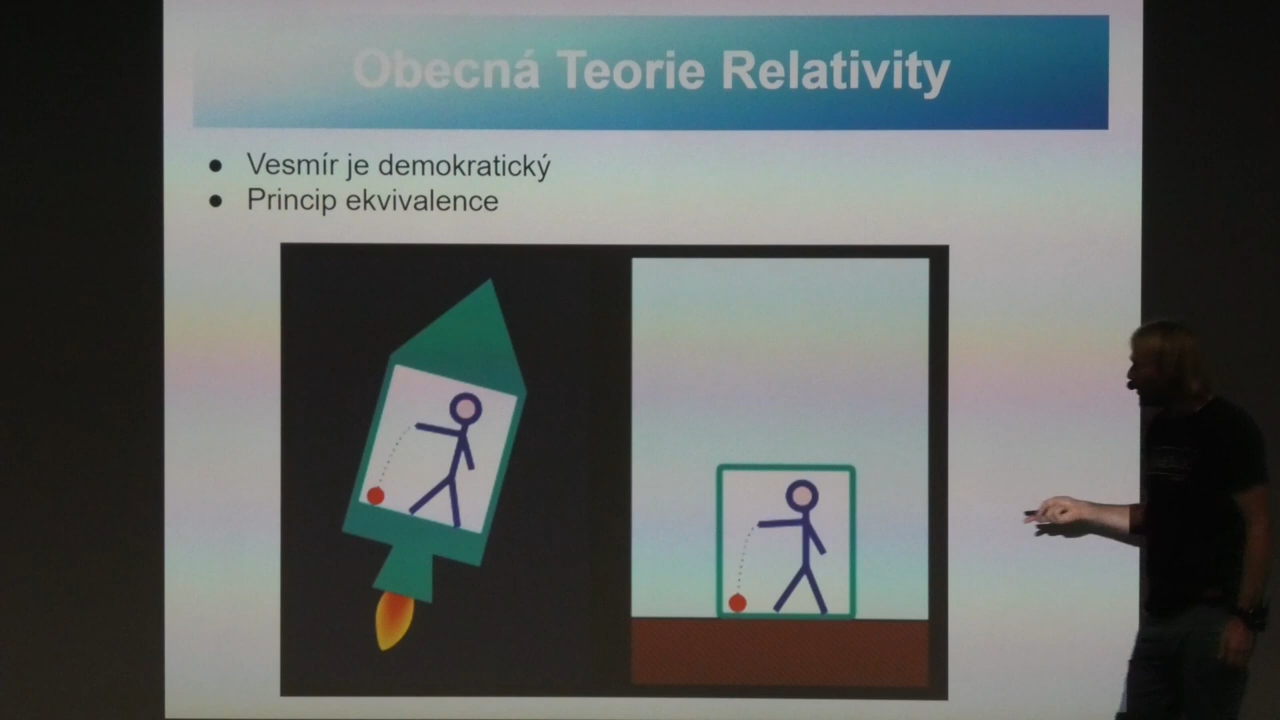 Obecná Teorie Relativity
● Vesmír je demokratický
● Princip ekvivalence